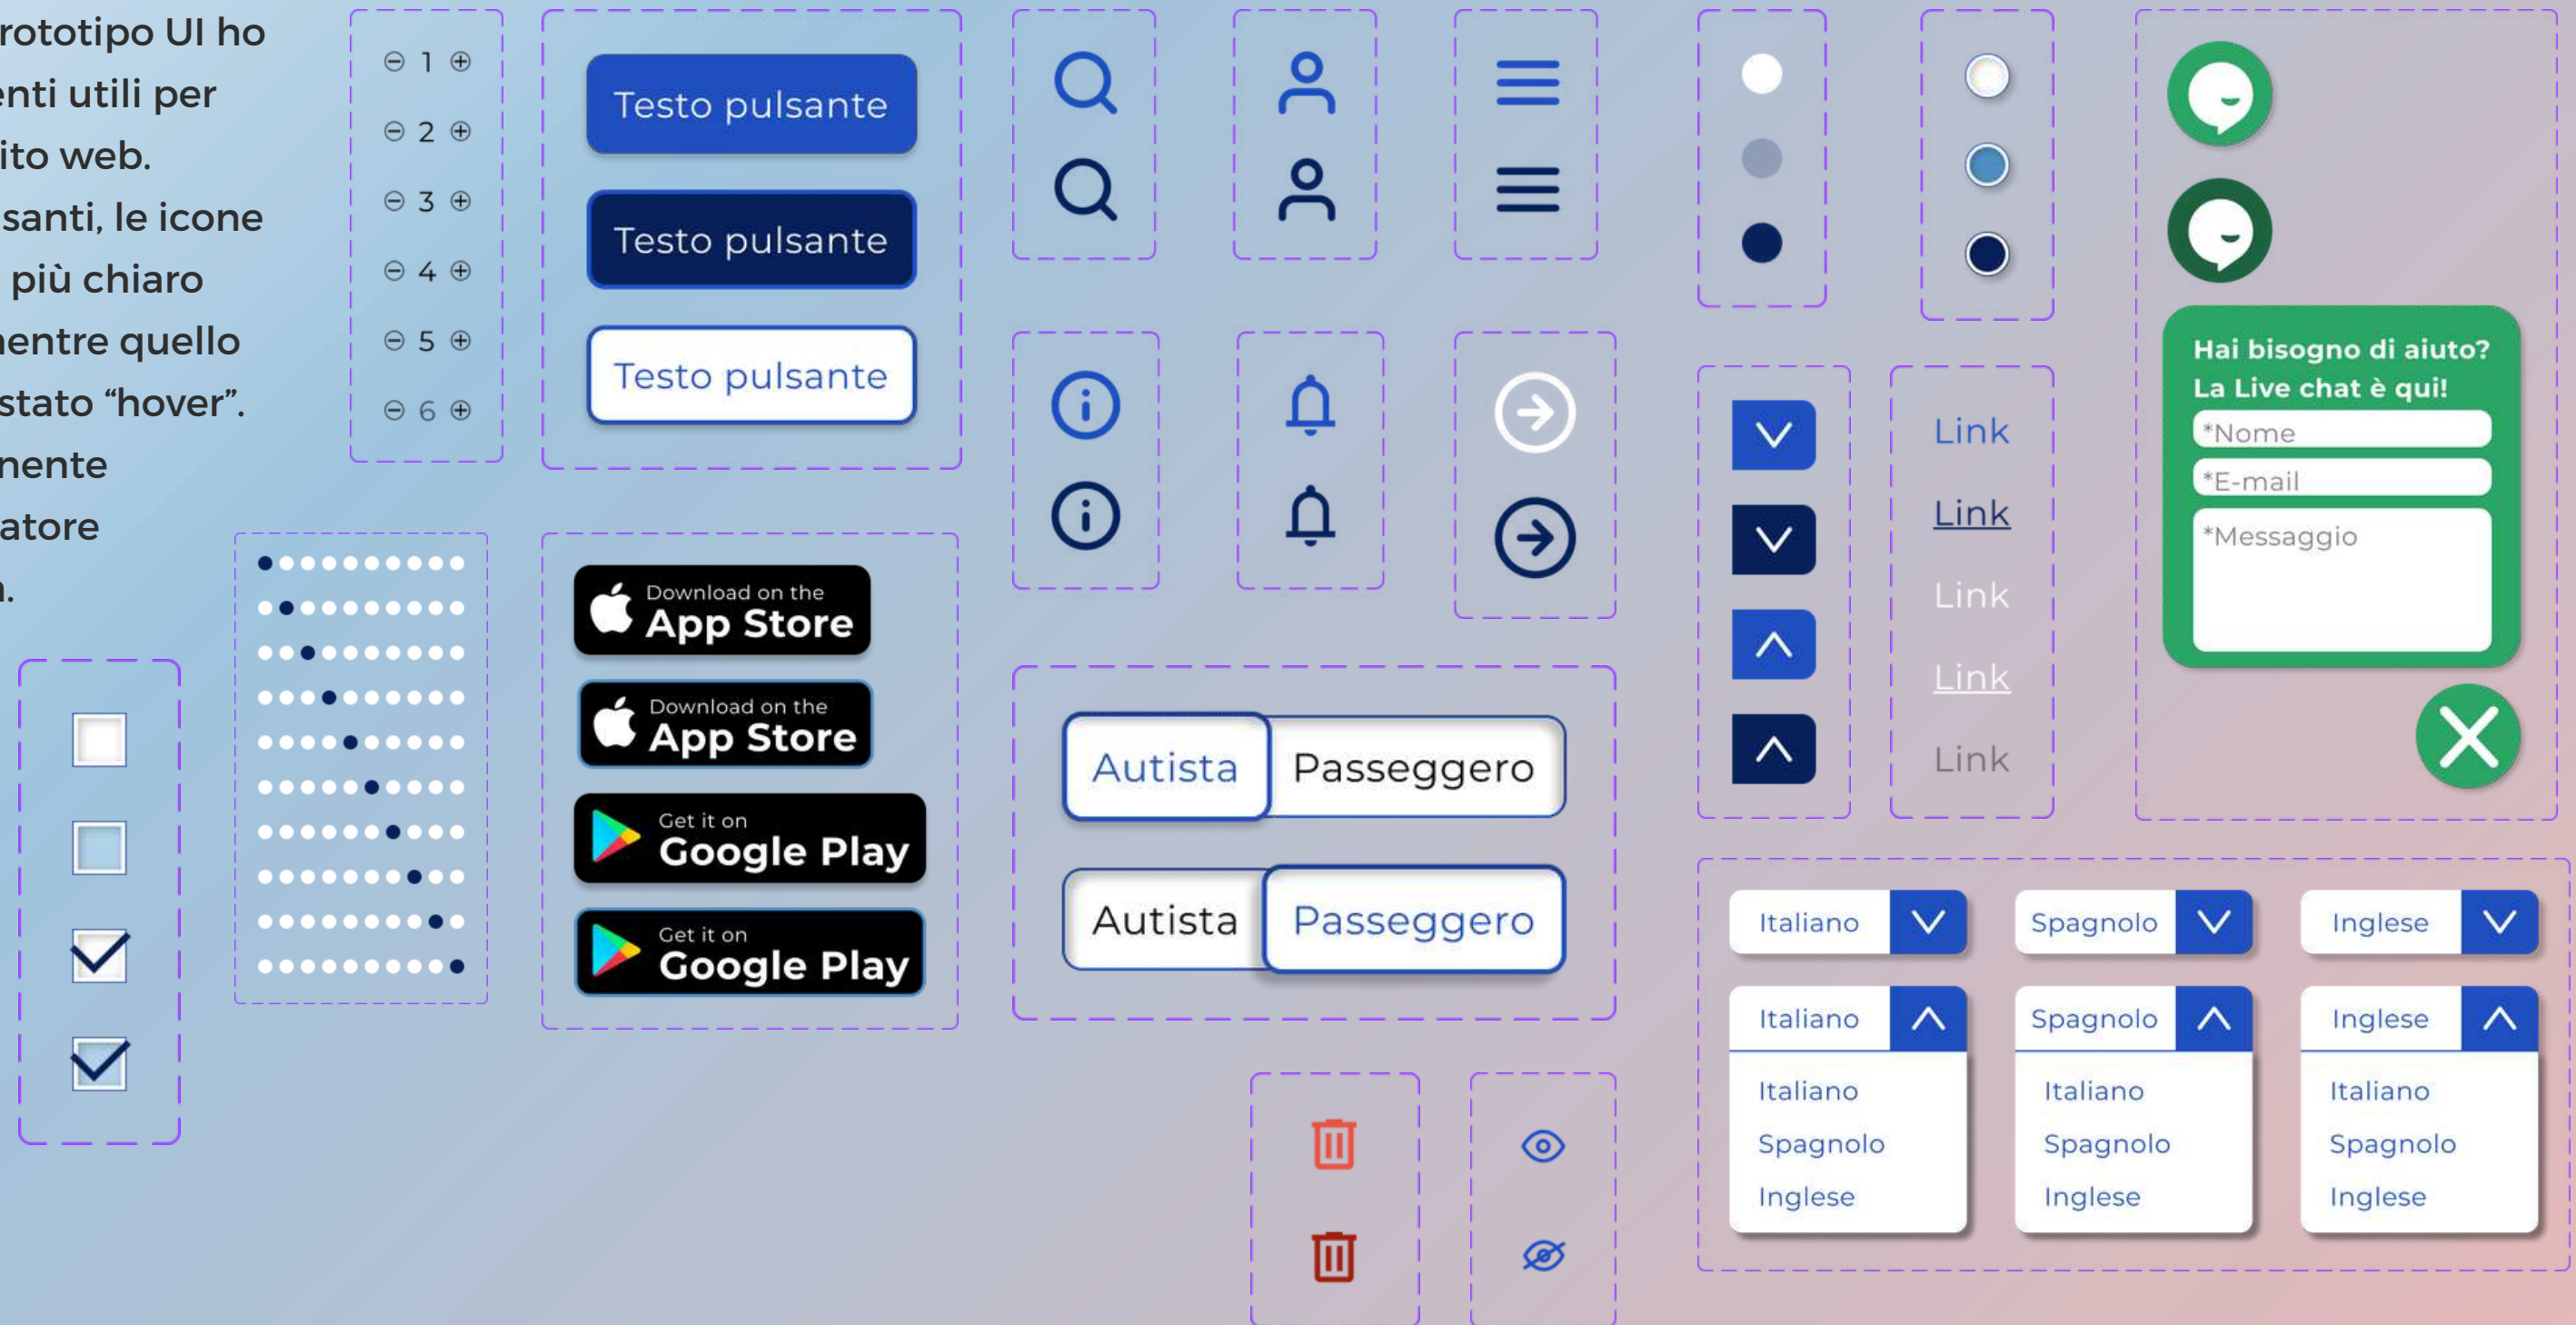 rototipo UI ho
enti utili per
ito web.
santi, le icone
più chiaro
mentre quello
stato “hover”.
nente
atore
1
2
3
4
5
6
Testo pulsante
Testo pulsante
Testo pulsante
Download on the
App Store
Download on the
App Store
Get it on
Google Play
Get it on
Google Play
Autista Passeggero
Autista Passeggero
Link
Link
Link
Link
Link
Hai bisogno di aiuto?
La Live chat è qui!
*Nome
*E-mail
*Messaggio
Italiano
Spagnolo
Inglese
Italiano
Italiano
Spagnolo
Inglese
Spagnolo
Italiano
Spagnolo
Inglese
Inglese
Italiano
Spagnolo
Inglese